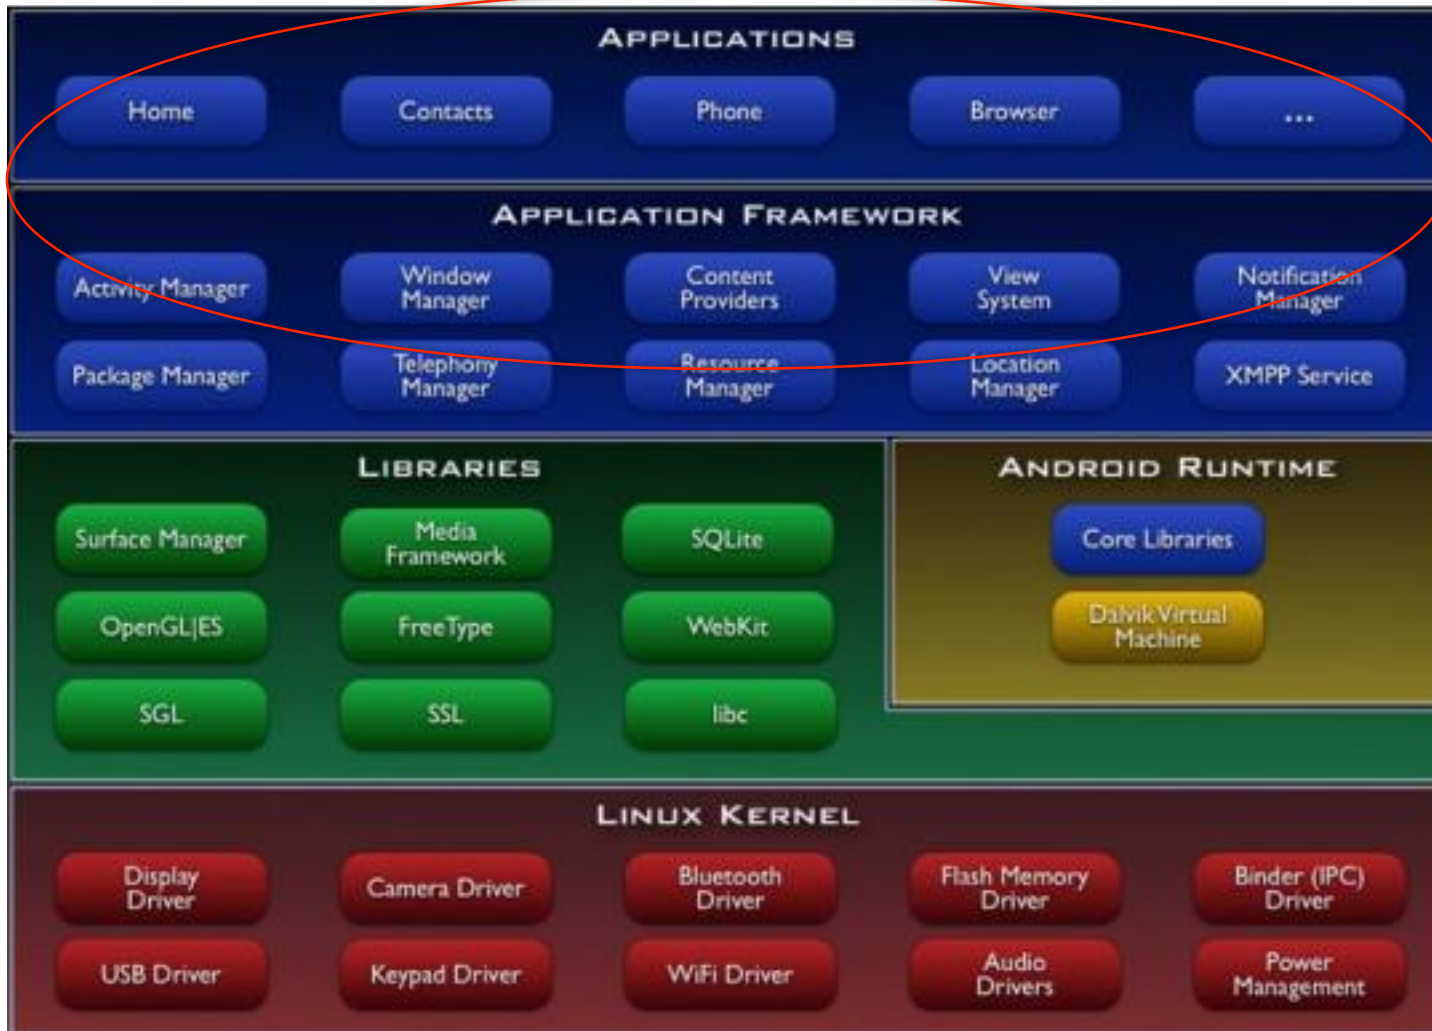 APPLICATIONS
Home
Contacts
Phone
Browser
...
APPLICATION FRAMEWORK
Activity Manager
Window
Manager
Content
Providers
View
System
Notification
Manager
Package Manager
Telephony
Manager
Resource
Manager
Location
Manager
XMPP Service
LIBRARIES
Surface Manager
Media
Framework
SQLite
OpenGL|ES
FreeType
WebKit
SGL
SSL
libc
ANDROID RUNTIME
Core Libraries
Dalvik Virtual
Machine
LINUX KERNEL
Display
Driver
Camera Driver
Bluetooth
Driver
Flash Memory
Driver
Binder (IPC)
Driver
USB Driver
Keypad Driver
WiFi Driver
Audio
Drivers
Power
Management